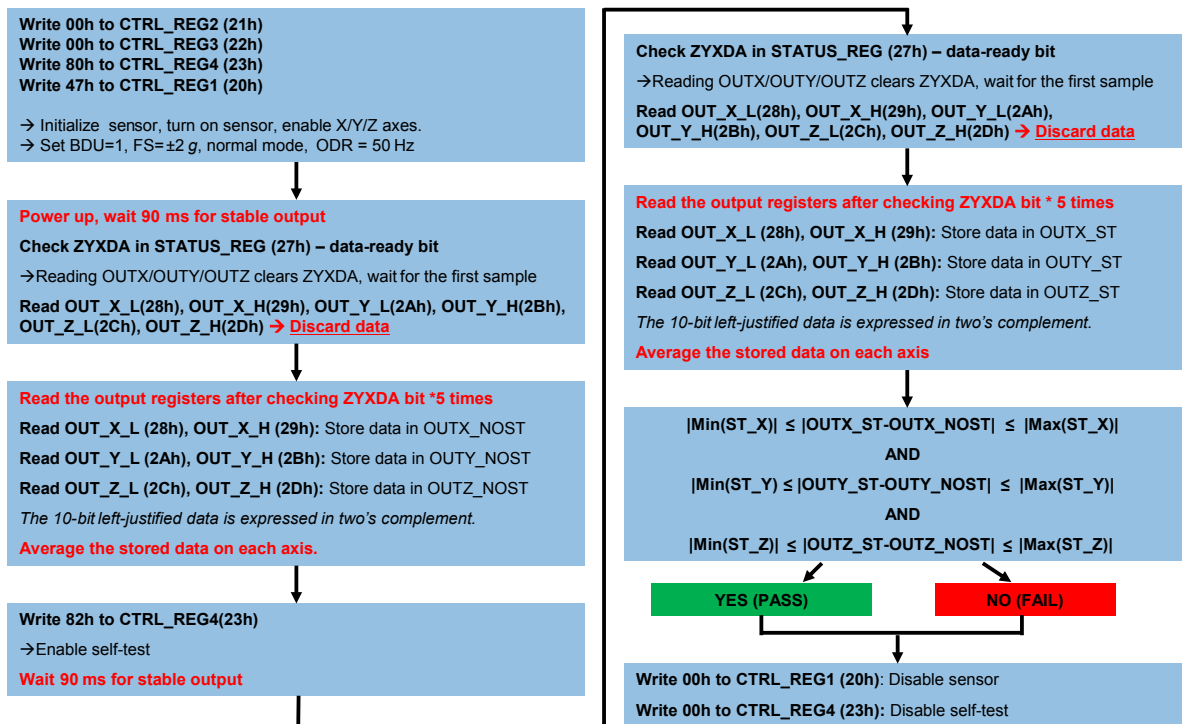 Write 00h to CTRL_REG2 (21h)
Write 00h to CTRL_REG3 (22h)
Write 80h to CTRL_REG4 (23h)
Write 47h to CTRL_REG1 (20h)
→ Initialize sensor, turn on sensor, enable X/Y/Z axes.
→ Set BDU=1, FS=±2 g, normal mode, ODR = 50 Hz
Power up, wait 90 ms for stable output
Check ZYXDA in STATUS_REG (27h) – data-ready bit
→Reading OUTX/OUTY/OUTZ clears ZYXDA, wait for the first sample
Read OUT_X_L(28h), OUT_X_H(29h), OUT_Y_L(2Ah), OUT_Y_H(2Bh),
OUT_Z_L(2Ch), OUT_Z_H(2Dh) → Discard data
Read the output registers after checking ZYXDA bit *5 times
Read OUT_X_L (28h), OUT_X_H (29h): Store data in OUTX_NOST
Read OUT_Y_L (2Ah), OUT_Y_H (2Bh): Store data in OUTY_NOST
Read OUT_Z_L (2Ch), OUT_Z_H (2Dh): Store data in OUTZ_NOST
The 10-bit left-justified data is expressed in two's complement.
Average the stored data on each axis.
Write 82h to CTRL_REG4(23h)
→Enable self-test
Wait 90 ms for stable output
Check ZYXDA in STATUS_REG (27h) – data-ready bit
→Reading OUTX/OUTY/OUTZ clears ZYXDA, wait for the first sample
Read OUT_X_L(28h), OUT_X_H(29h), OUT_Y_L(2Ah),
OUT_Y_H(2Bh), OUT_Z_L(2Ch), OUT_Z_H(2Dh) → Discard data
Read the output registers after checking ZYXDA bit * 5 times
Read OUT_X_L (28h), OUT_X_H (29h): Store data in OUTX_ST
Read OUT_Y_L (2Ah), OUT_Y_H (2Bh): Store data in OUTY_ST
Read OUT_Z_L (2Ch), OUT_Z_H (2Dh): Store data in OUTZ_ST
The 10-bit left-justified data is expressed in two's complement.
Average the stored data on each axis
|Min(ST_X)| ≤ |OUTX_ST-OUTX_NOST| ≤ |Max(ST_X)|
AND
|Min(ST_Y) ≤ |OUTY_ST-OUTY_NOST| ≤ |Max(ST_Y)|
AND
|Min(ST_Z)| ≤ |OUTZ_ST-OUTZ_NOST| ≤ |Max(ST_Z)|
YES (PASS)
NO (FAIL)
Write 00h to CTRL_REG1 (20h): Disable sensor
Write 00h to CTRL_REG4 (23h): Disable self-test